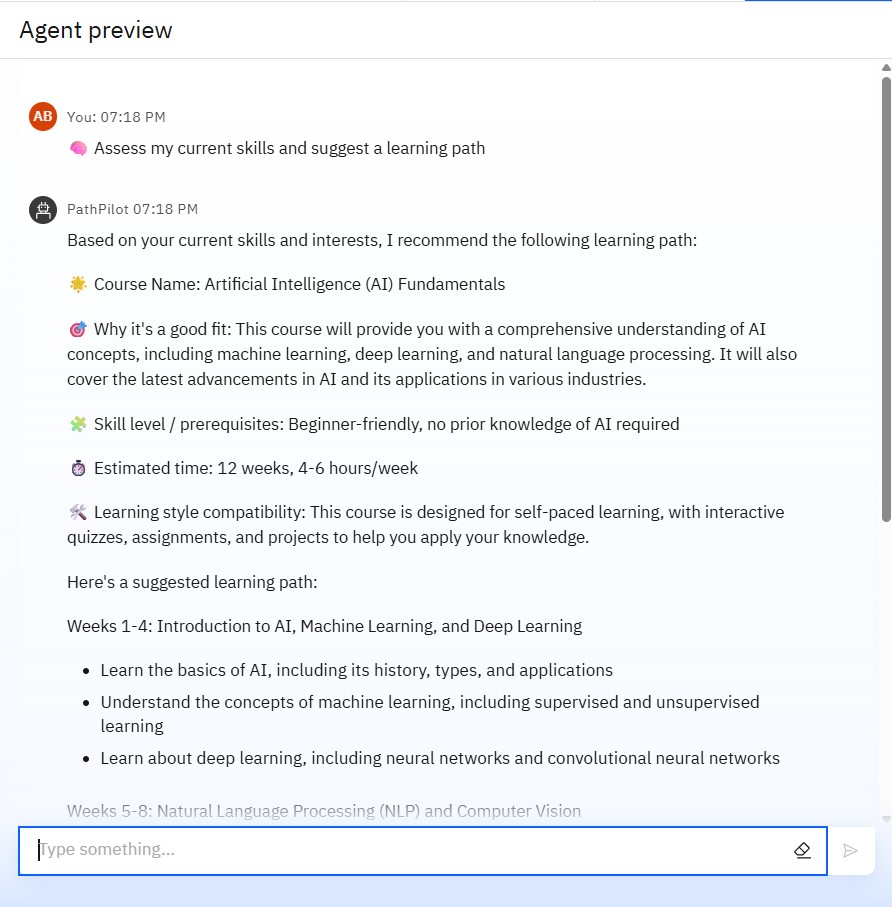 Agent preview
AB You: 07:18 PM
🧠 Assess my current skills and suggest a learning path
PathPilot 07:18 PM
Based on your current skills and interests, I recommend the following learning path:
🌟 Course Name: Artificial Intelligence (AI) Fundamentals
🎯 Why it's a good fit: This course will provide you with a comprehensive understanding of AI
concepts, including machine learning, deep learning, and natural language processing. It will also
cover the latest advancements in AI and its applications in various industries.
🧩 Skill level / prerequisites: Beginner-friendly, no prior knowledge of AI required
⏱ Estimated time: 12 weeks, 4-6 hours/week
🛠 Learning style compatibility: This course is designed for self-paced learning, with interactive
quizzes, assignments, and projects to help you apply your knowledge.
Here's a suggested learning path:
Weeks 1-4: Introduction to AI, Machine Learning, and Deep Learning
• Learn the basics of AI, including its history, types, and applications
• Understand the concepts of machine learning, including supervised and unsupervised
learning
• Learn about deep learning, including neural networks and convolutional neural networks
Weeks 5-8: Natural Language Processing (NLP) and Computer Vision
Type something...